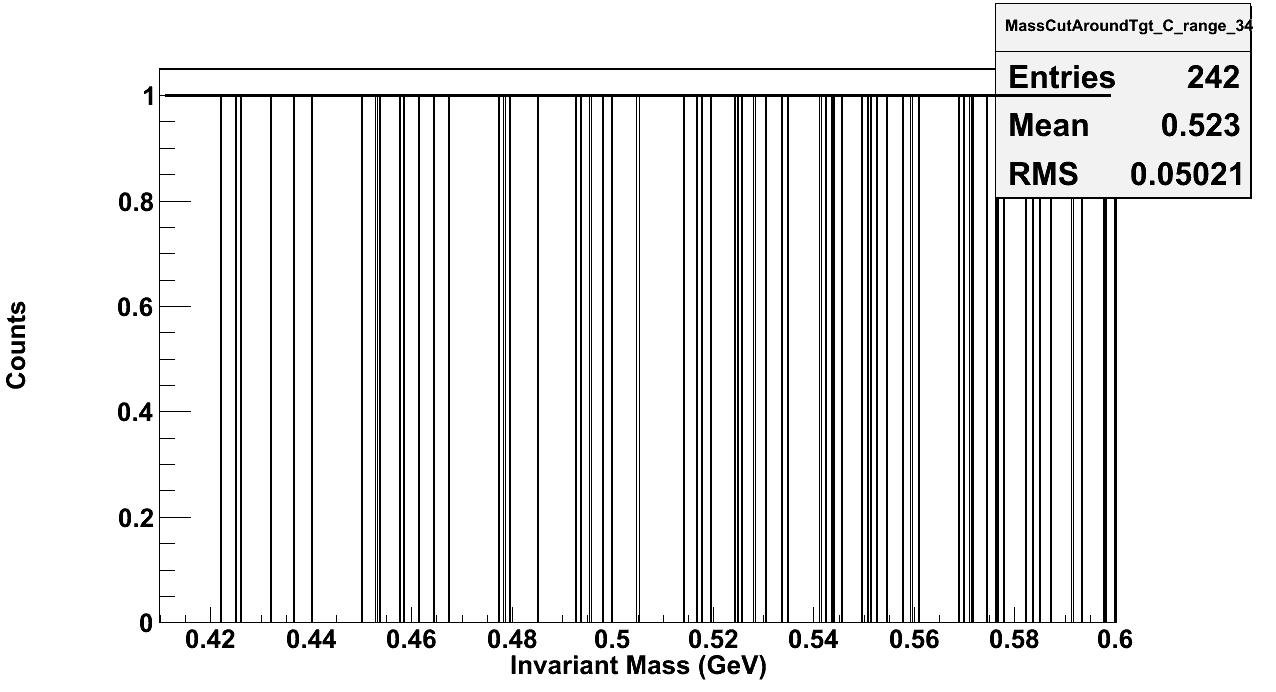 MassCutAroundTgt_C_range_34
Entries 242
Mean 0.523
RMS 0.05021
1
0.8
0.6
0.4
0.2
0
Counts
0.42 0.44 0.46 0.48 0.5 0.52 0.54 0.56 0.58 0.6
Invariant Mass (GeV)